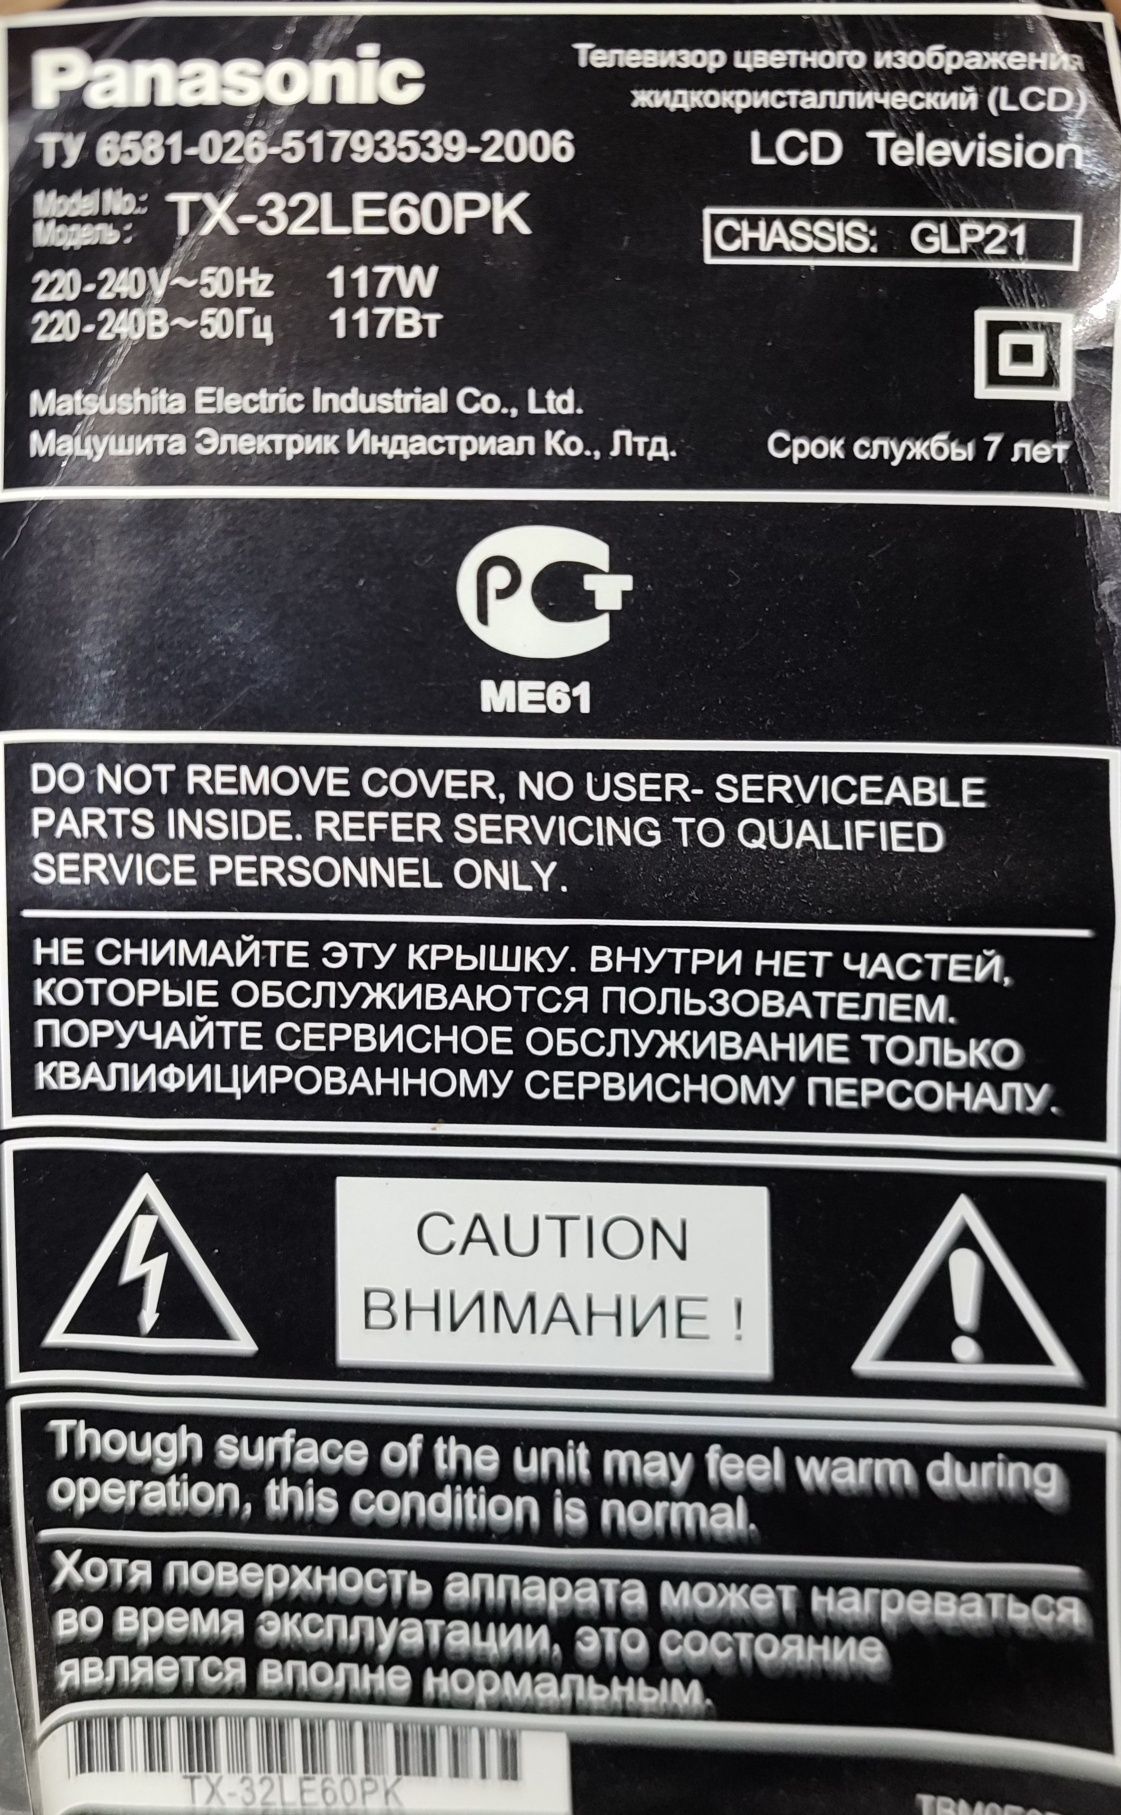 Panasonic
Телевизор цветного изображения
жидкокристаллический (LCD)
ТУ 6581-026-51793539-2006
LCD Television
Model No.: TX-32LE60PK
Модель:
CHASSIS: GLP21
220-240V~50Hz 117W
220-240В~50Гц 117Вт
Matsushita Electric Industrial Co., Ltd.
Мацушита Электрик Индастриал Ко., Лтд.
Срок службы 7 лет
РСТ
ME61
DO NOT REMOVE COVER, NO USER- SERVICEABLE
PARTS INSIDE. REFER SERVICING TO QUALIFIED
SERVICE PERSONNEL ONLY.
НЕ СНИМАЙТЕ ЭТУ КРЫШКУ. ВНУТРИ НЕТ ЧАСТЕЙ,
КОТОРЫЕ ОБСЛУЖИВАЮТСЯ ПОЛЬЗОВАТЕЛЕМ.
ПОРУЧАЙТЕ СЕРВИСНОЕ ОБСЛУЖИВАНИЕ ТОЛЬКО
КВАЛИФИЦИРОВАННОМУ СЕРВИСНОМУ ПЕРСОНАЛУ.
CAUTION
ВНИМАНИЕ !
Though surface of the unit may feel warm during
operation, this condition is normal.
Хотя поверхность аппарата может нагреваться
во время эксплуатации, это состояние
является вполне нормальным.
TX-32LE60PK